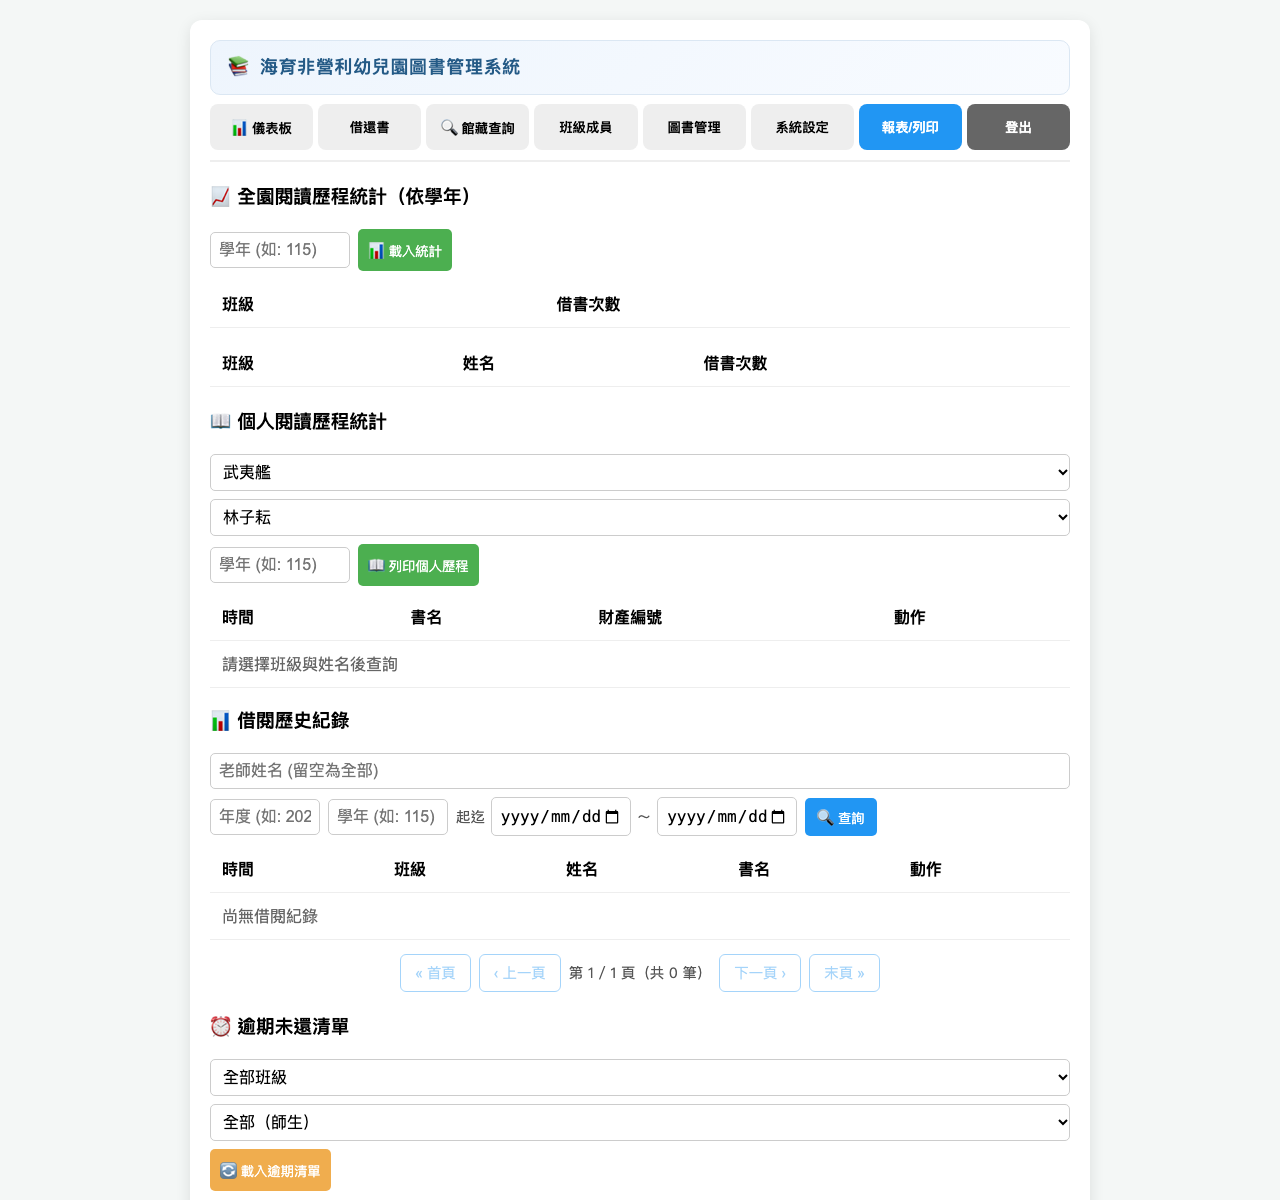 海育非營利幼兒園圖書管理系統
儀表板 借還書 館藏查詢 班級成員 圖書管理 系統設定 報表/列印 登出
全園閱讀歷程統計（依學年）
學年 (如: 115) 載入統計
班級 借書次數
班級 姓名 借書次數
個人閱讀歷程統計
武夷艦
林子耘
學年 (如: 115) 列印個人歷程
時間 書名 財產編號 動作
請選擇班級與姓名後查詢
借閱歷史紀錄
老師姓名 (留空為全部)
年度 (如: 202 學年 (如: 115) 起迄 yyyy/mm/dd ～ yyyy/mm/dd 查詢
時間 班級 姓名 書名 動作
尚無借閱紀錄
« 首頁 ‹ 上一頁 第 1 / 1 頁（共 0 筆） 下一頁 › 末頁 »
逾期未還清單
全部班級
全部（師生）
載入逾期清單